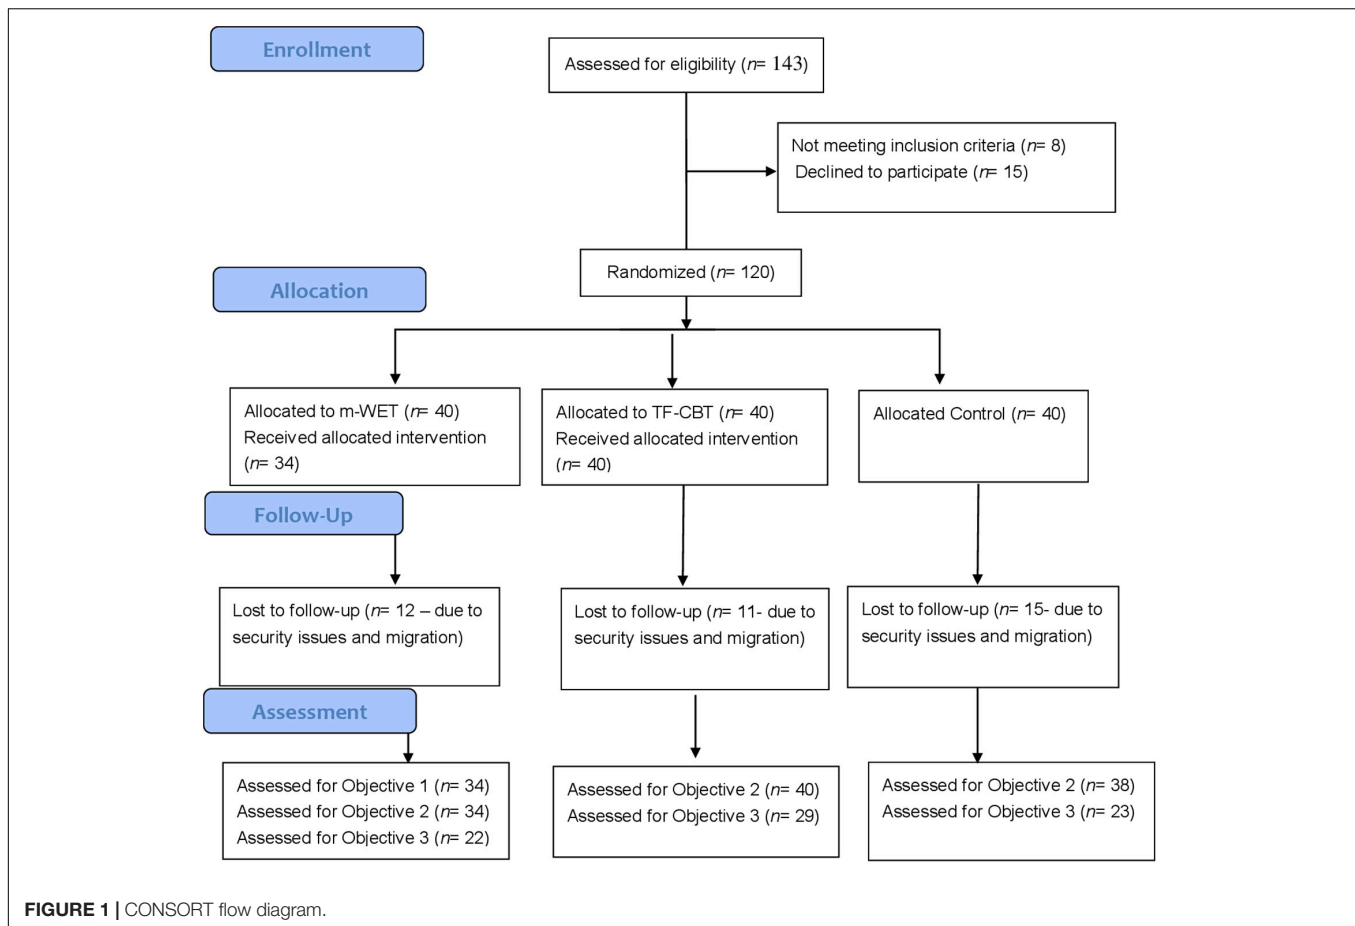 Enrollment
Assessed for eligibility (n= 143)
Not meeting inclusion criteria (n= 8)
Declined to participate (n= 15)
Randomized (n= 120)
Allocation
Allocated to m-WET (n= 40)
Received allocated intervention
(n= 34)
Allocated to TF-CBT (n= 40)
Received allocated intervention
(n= 40)
Allocated Control (n= 40)
Follow-Up
Lost to follow-up (n= 12 – due to
security issues and migration)
Lost to follow-up (n= 11- due to
security issues and migration)
Lost to follow-up (n= 15- due to
security issues and migration)
Assessment
Assessed for Objective 1 (n= 34)
Assessed for Objective 2 (n= 34)
Assessed for Objective 3 (n= 22)
Assessed for Objective 2 (n= 40)
Assessed for Objective 3 (n= 29)
Assessed for Objective 2 (n= 38)
Assessed for Objective 3 (n= 23)
FIGURE 1 | CONSORT flow diagram.